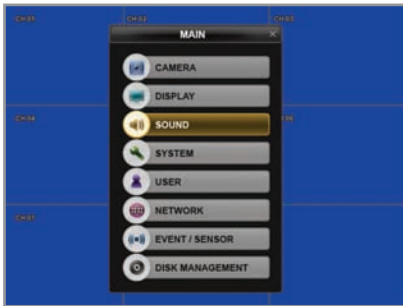 CH 01
CH 02
CH 03
MAIN
×
CAMERA
DISPLAY
CH 04
SOUND
SYSTEM
USER
NETWORK
CH 07
EVENT / SENSOR
DISK MANAGEMENT